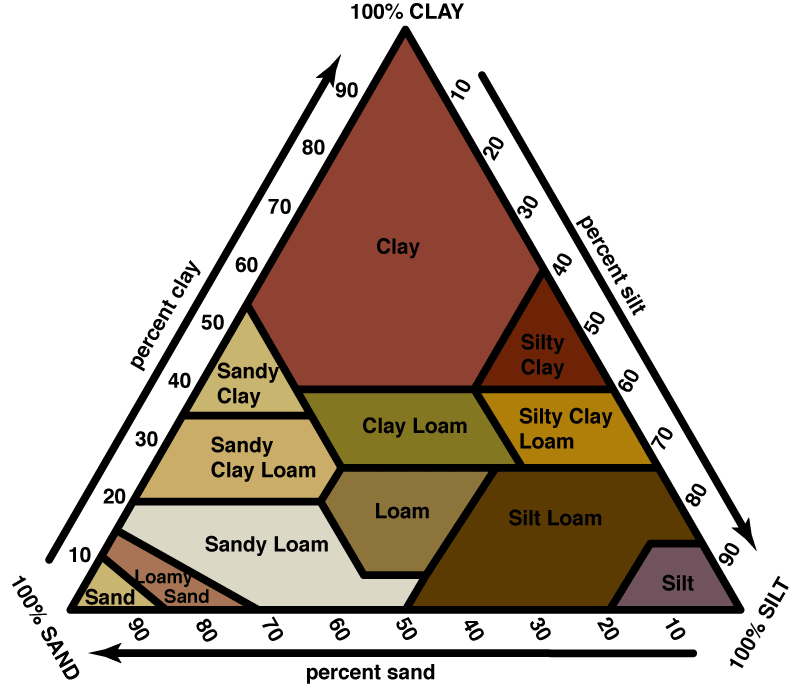 100% CLAY
90
80
70
60
50
40
30
20
10
percent clay
10
20
30
40
50
60
70
80
90
percent silt
Clay
Silty
Clay
Sandy
Clay
Clay Loam
Silty Clay
Loam
Sandy
Clay Loam
Loam
Silt Loam
Sandy Loam
Loamy
Sand
Sand
Silt
100% SAND
90
80
70
60
50
40
30
20
10
100% SILT
percent sand